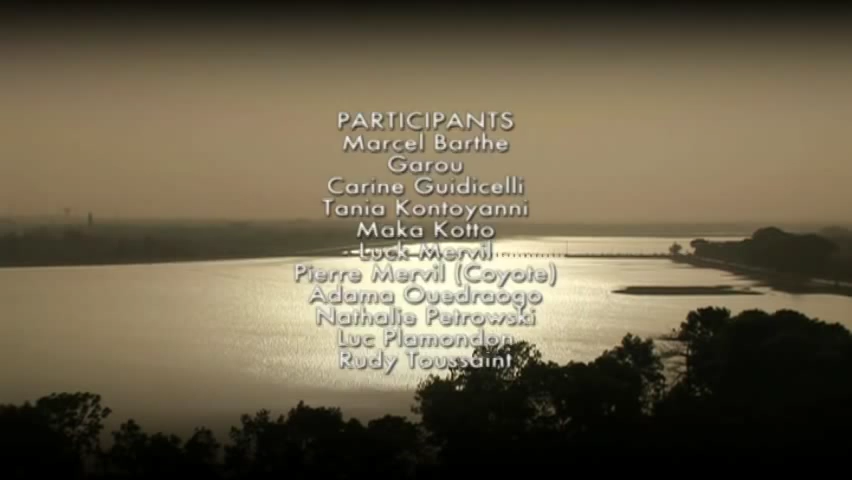 PARTICIPANTS
Marcel Barthe
Garou
Carine Guidicelli
Tania Kontoyanni
Maka Kotto
Luck Mervil
Pierre Mervil (Coyote)
Adama Ouedraogo
Nathalie Petrowski
Luc Plamondon
Rudy Toussaint